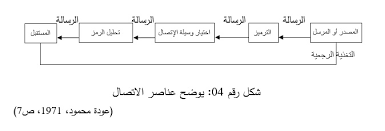 الرسالة الرسالة الرسالة الرسالة
المصدر او المرسل الترميز اختيار وسيلة الإتصال تحليل الرمز المستقبل
التغذية الرجعية
شكل رقم 04: يوضح عناصر الاتصال
(عودة محمود، 1971، ص7)